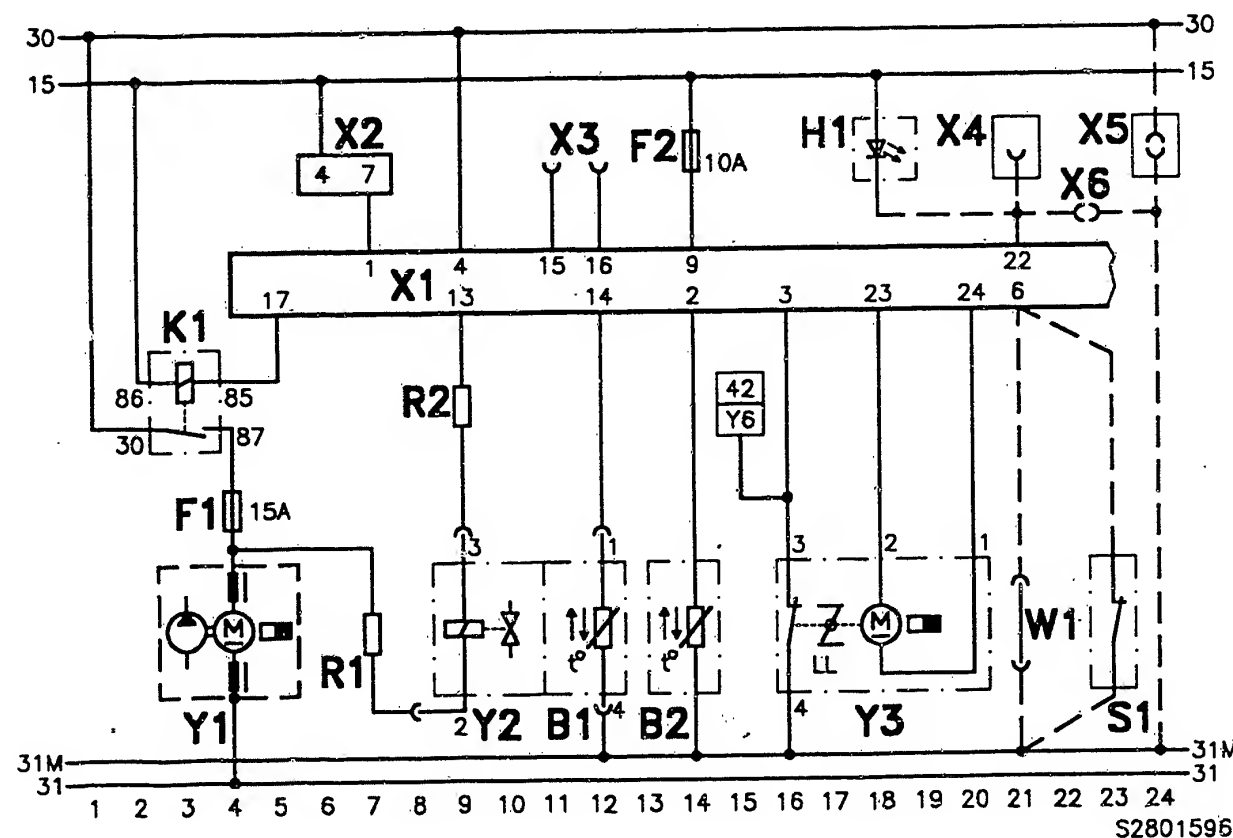 30 30
15 15
X2 X3 F2 10A H1 X4 X5
4 7 X6
1 4 15 16 9 22
X1
17 13 14 2 3 23 24 6
K1
86 85 R2 42
30 87 Y6
F1 15A
3 1 3 2 1
M M W1
R1 t° t° LL
2 4 4
Y1 Y2 B1 B2 Y3 S1
31M 31M
31 31
1 2 3 4 5 6 7 8 9 10 11 12 13 14 15 16 17 18 19 20 21 22 23 24
S2801596